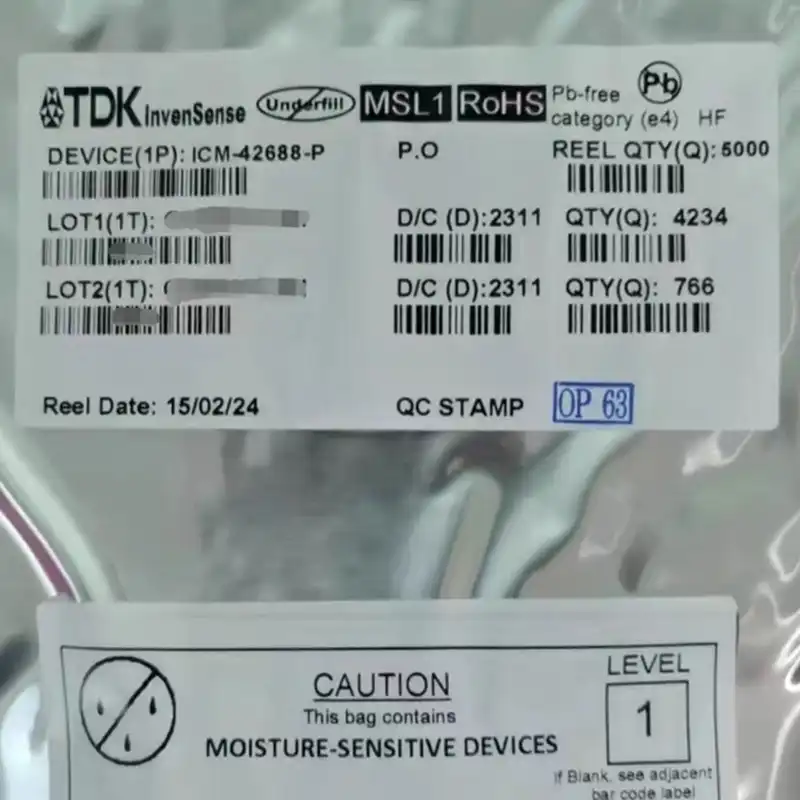 TDK InvenSense Underfill MSL1 RoHS Pb-free category (e4) HF Pb
DEVICE(1P): ICM-42688-P P.O REEL QTY(Q): 5000
LOT1(1T): D/C (D):2311 QTY(Q): 4234
LOT2(1T): D/C (D):2311 QTY(Q): 766
Reel Date: 15/02/24 QC STAMP OP 63
CAUTION
This bag contains
MOISTURE-SENSITIVE DEVICES
LEVEL
1
If Blank, see adjacent
bar code label